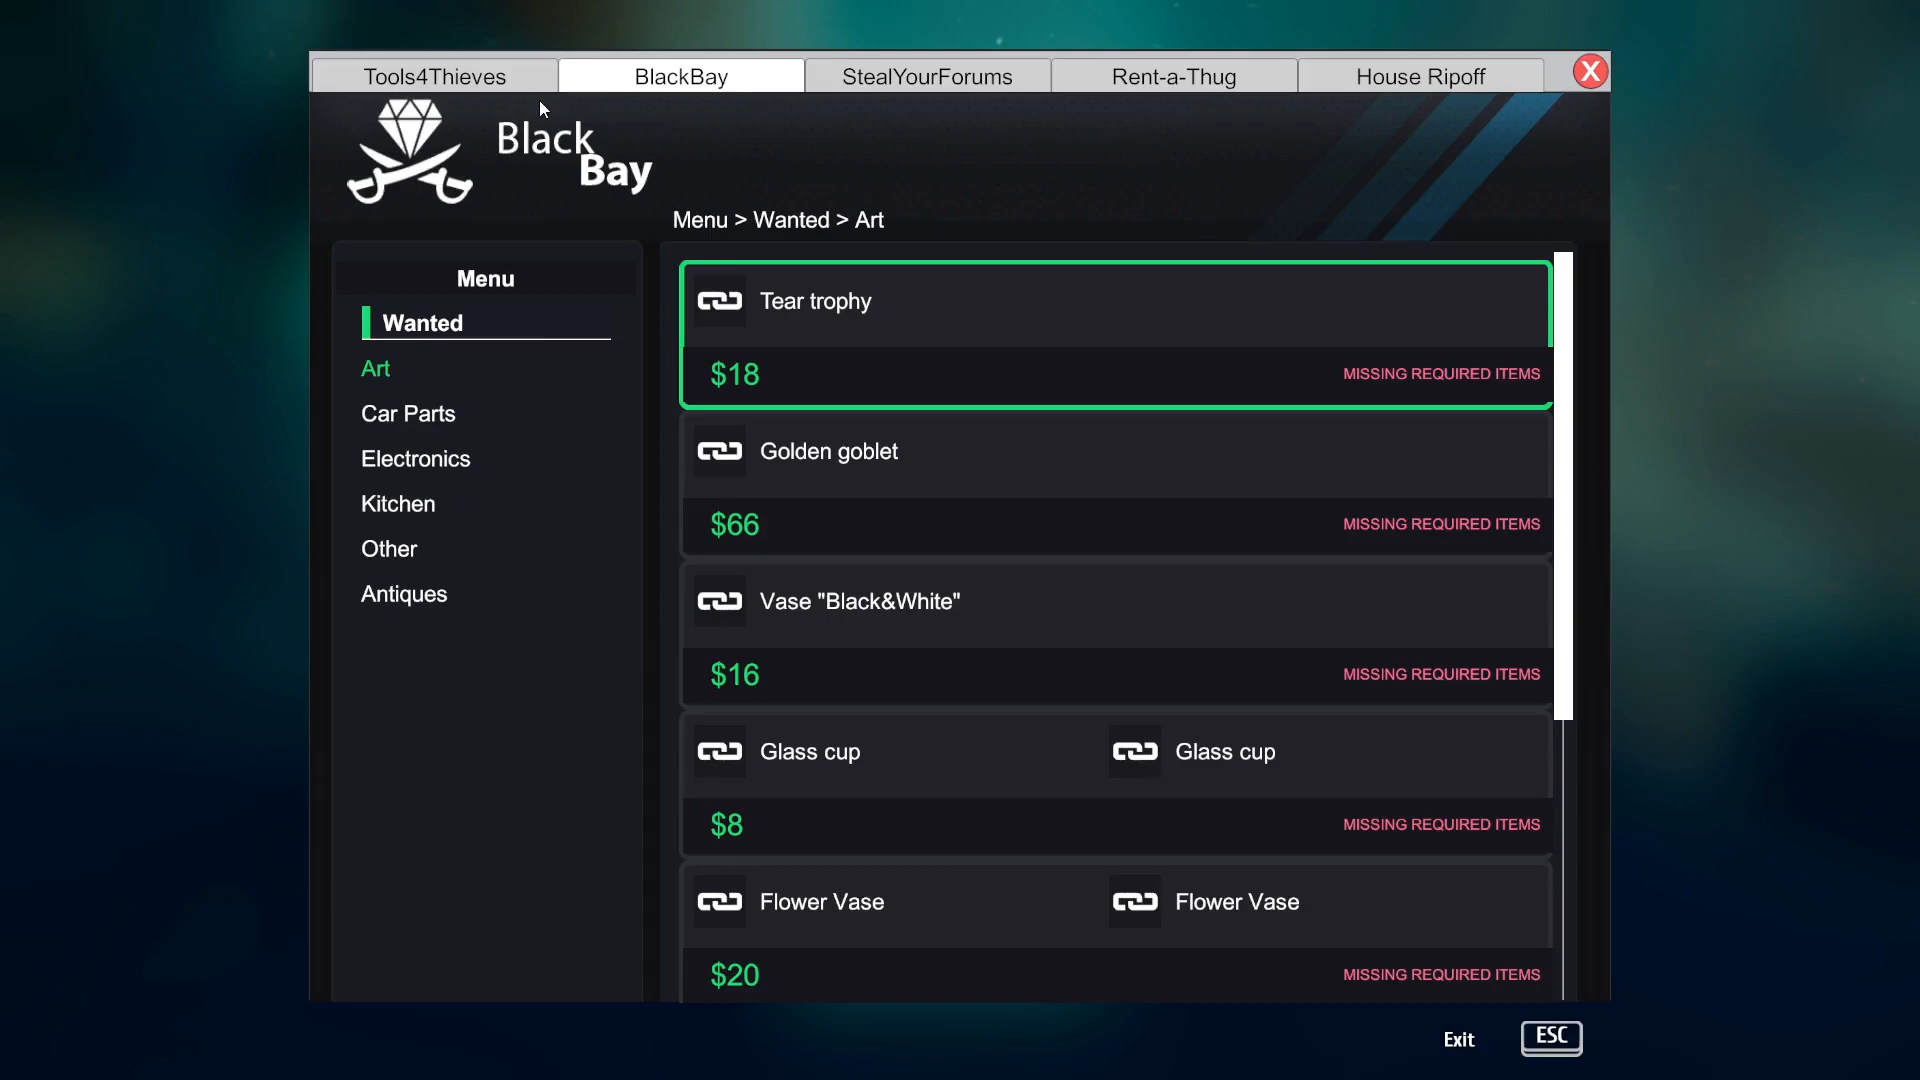 Tools4Thieves
BlackBay
StealYourForums
Rent-a-Thug
House Ripoff
X
Black
Bay
Menu > Wanted > Art
Menu
Wanted
Art
Car Parts
Electronics
Kitchen
Other
Antiques
Tear trophy
$18
MISSING REQUIRED ITEMS
Golden goblet
$66
MISSING REQUIRED ITEMS
Vase "Black&White"
$16
MISSING REQUIRED ITEMS
Glass cup
Glass cup
$8
MISSING REQUIRED ITEMS
Flower Vase
Flower Vase
$20
MISSING REQUIRED ITEMS
Exit
ESC